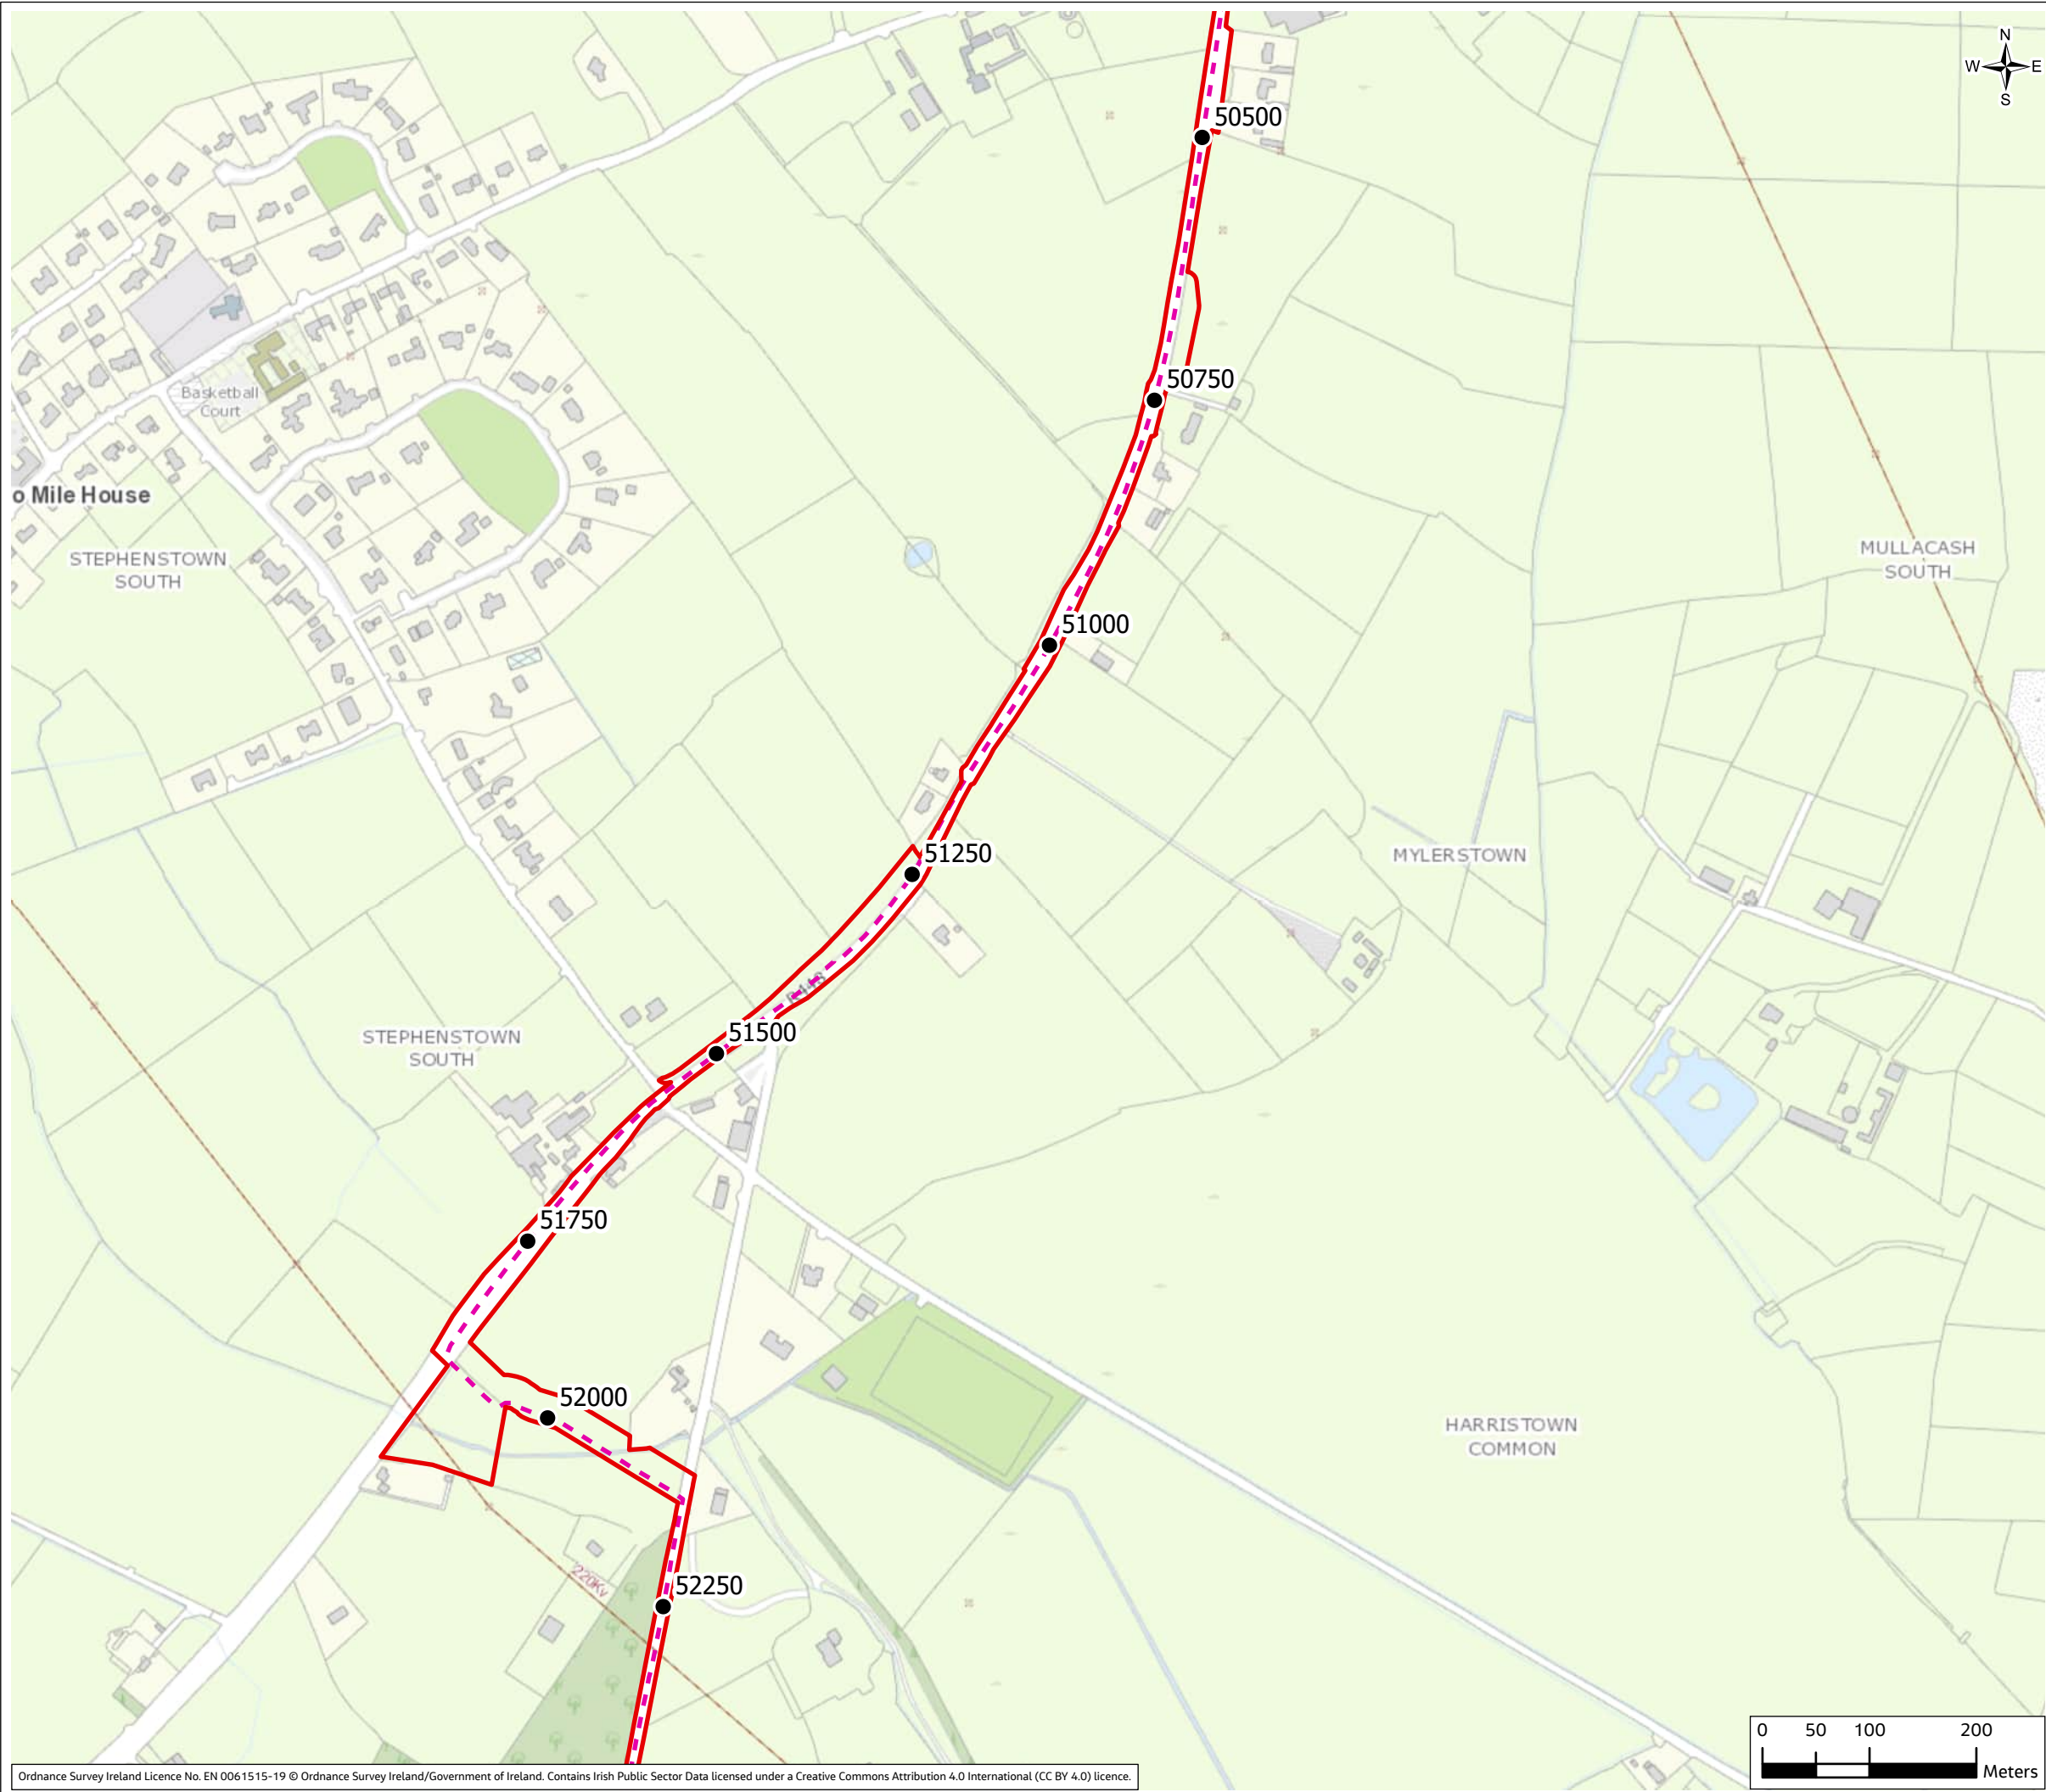 N
W E
S
50500
50750
Basketball
Court
o Mile House
STEPHENSTOWN
SOUTH
MULLACASH
SOUTH
51000
51250
MYLERSTOWN
R448
51500
STEPHENSTOWN
SOUTH
51750
52000
HARRISTOWN
COMMON
220Kv
52250
0 50 100 200
Meters
Ordnance Survey Ireland Licence No. EN 0061515-19 © Ordnance Survey Ireland/Government of Ireland. Contains Irish Public Sector Data licensed under a Creative Commons Attribution 4.0 International (CC BY 4.0) licence.